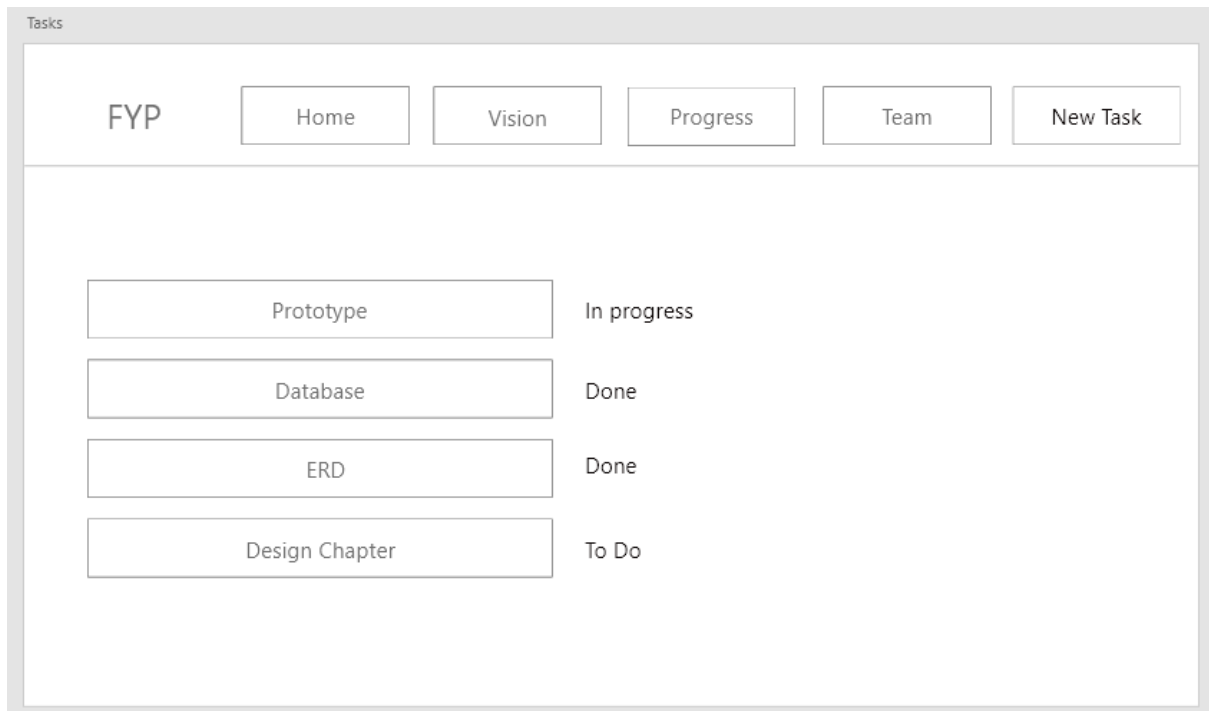 Tasks
FYP Home Vision Progress Team New Task
Prototype In progress
Database Done
ERD Done
Design Chapter To Do